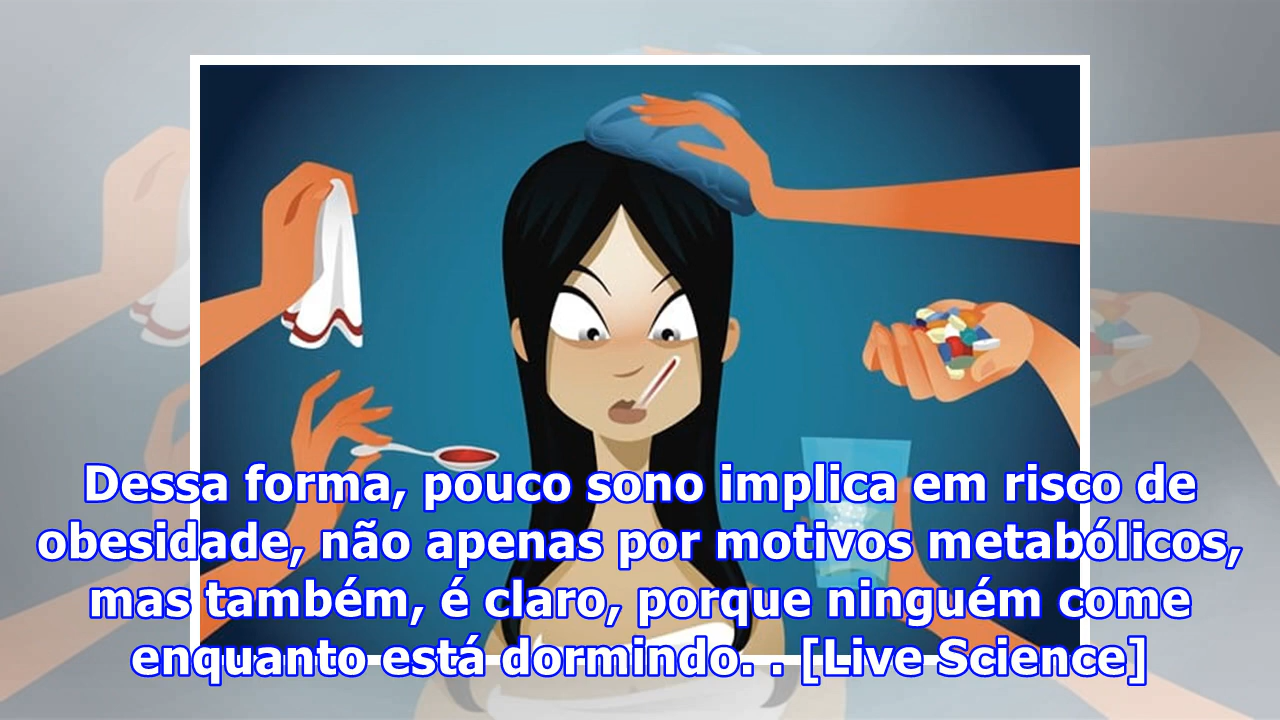 Dessa forma, pouco sono implica em risco de
obesidade, não apenas por motivos metabólicos,
mas também, é claro, porque ninguém come
enquanto está dormindo. . [Live Science]